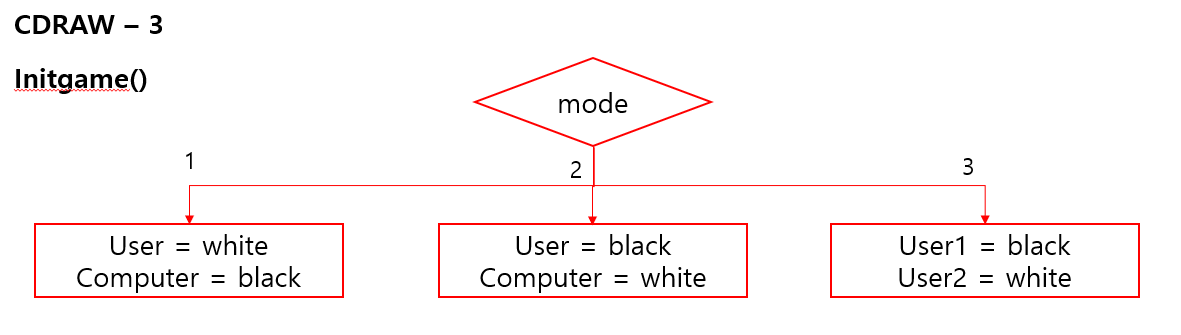 CDRAW – 3
Initgame()
mode
1
2
3
User = white
Computer = black
User = black
Computer = white
User1 = black
User2 = white